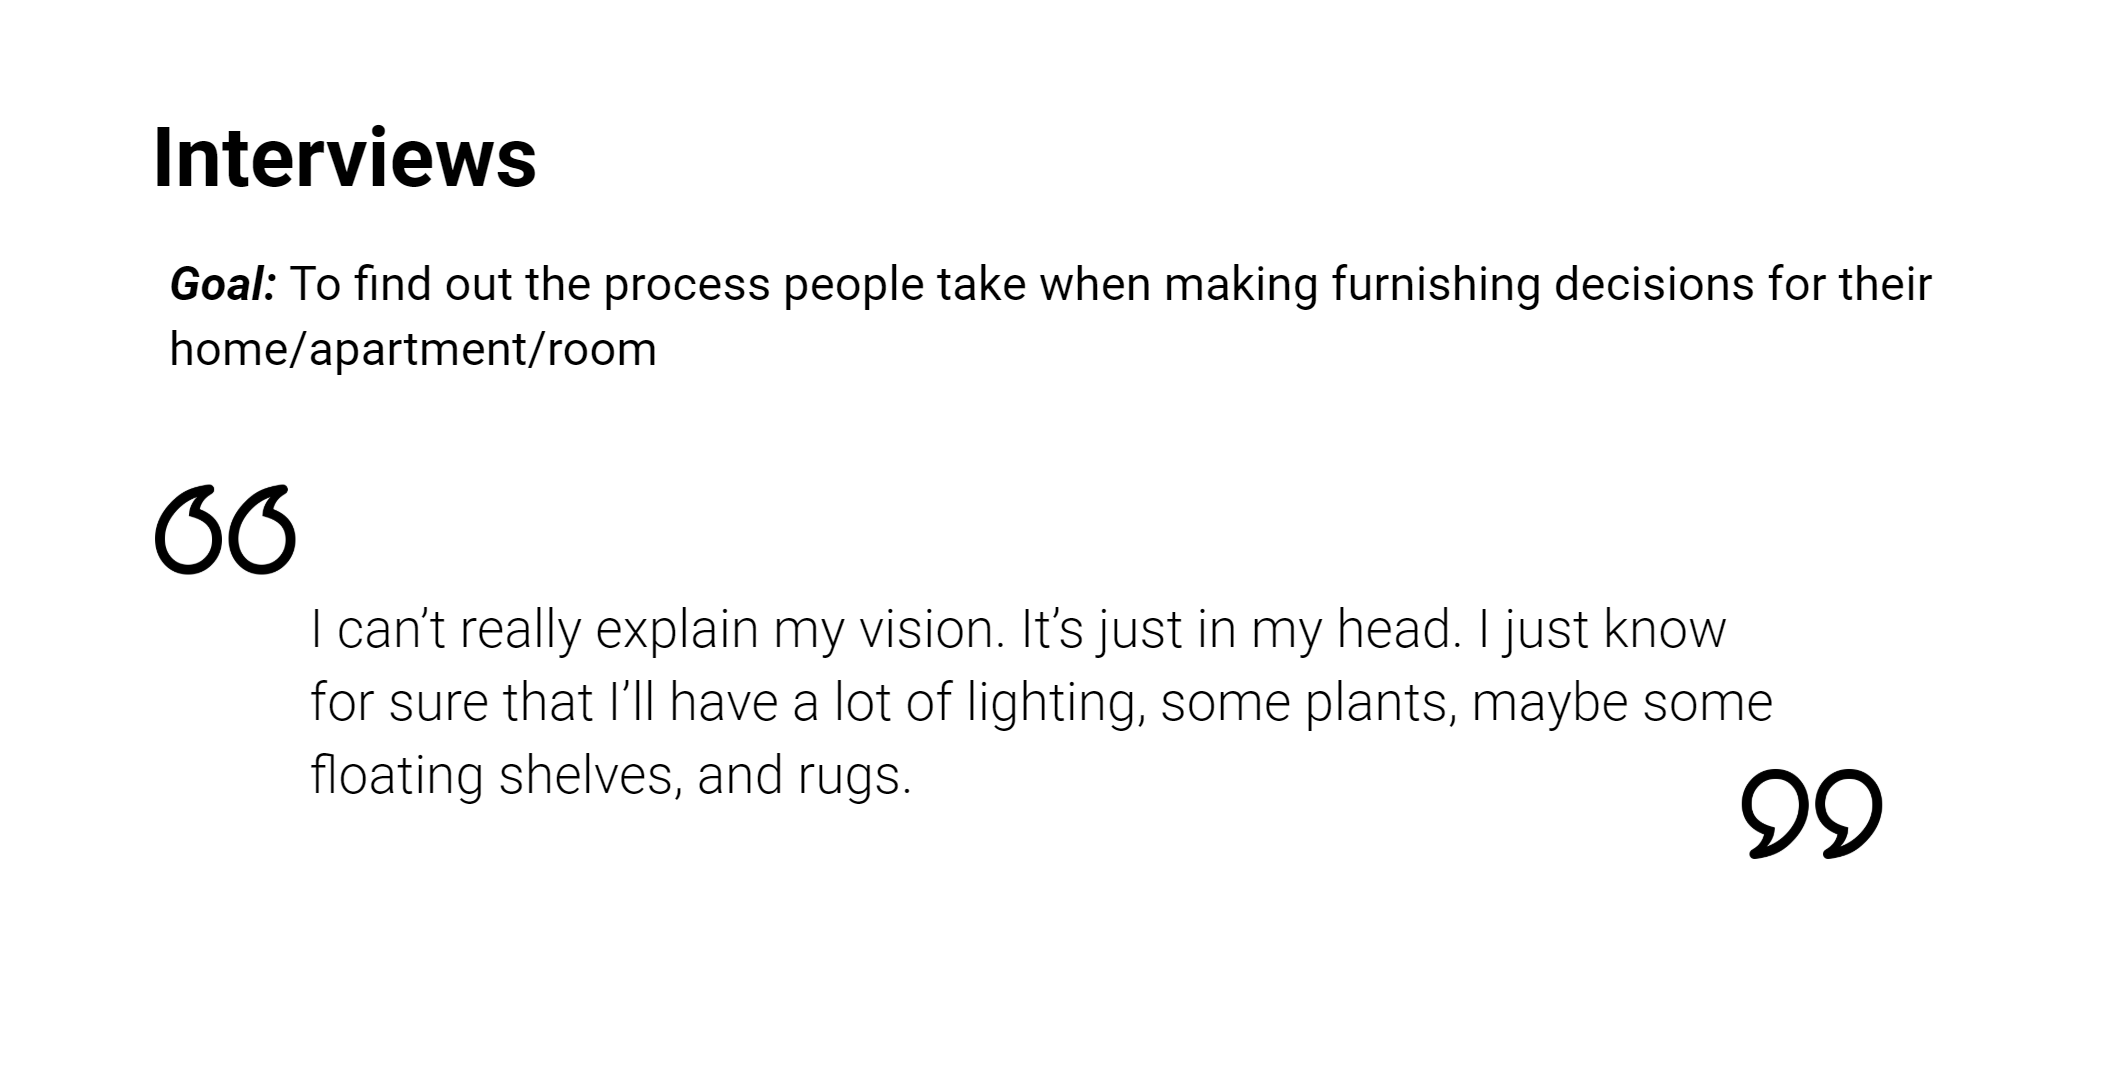 Interviews
Goal: To find out the process people take when making furnishing decisions for their
home/apartment/room
“
I can’t really explain my vision. It’s just in my head. I just know
for sure that I’ll have a lot of lighting, some plants, maybe some
floating shelves, and rugs.
”